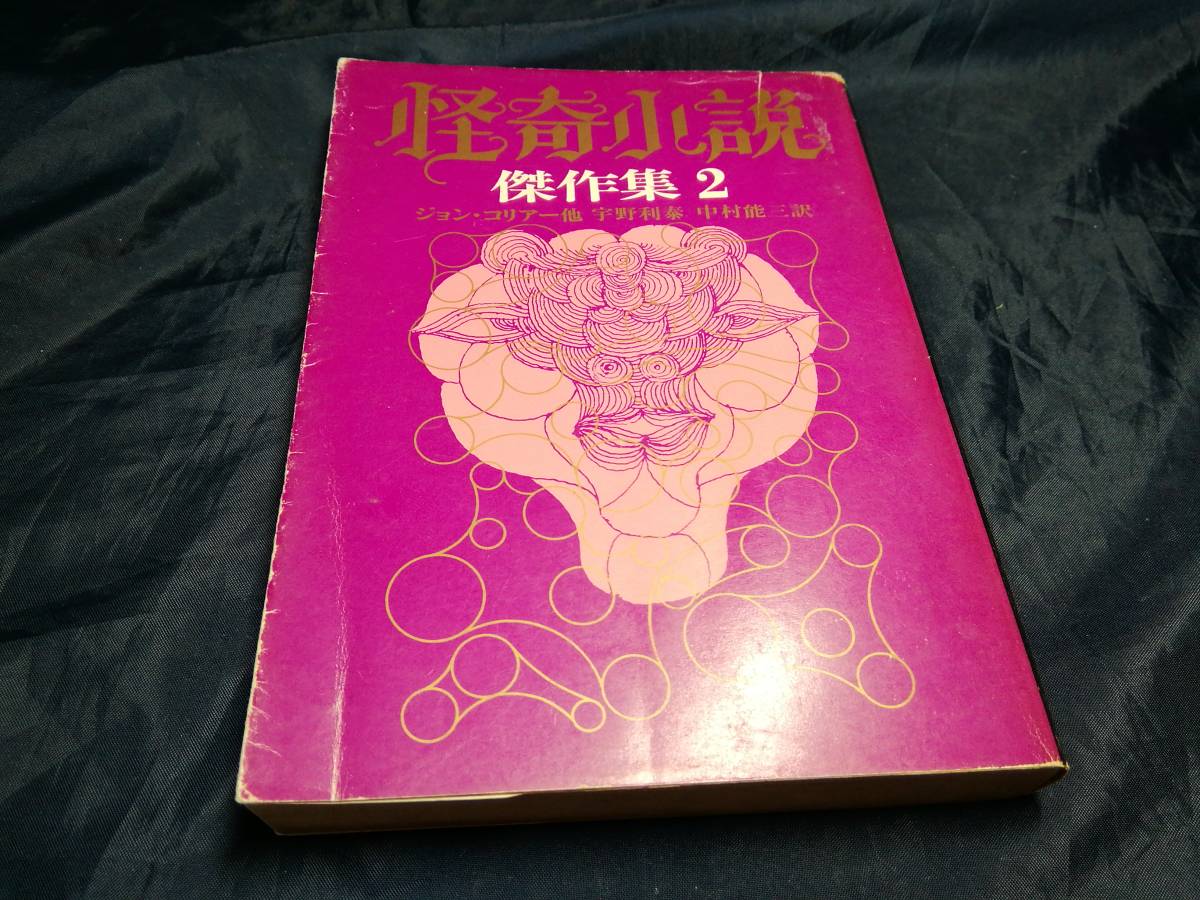 怪奇小説
傑作集 2
ジョン・コリアー他 宇野利泰 中村能三訳